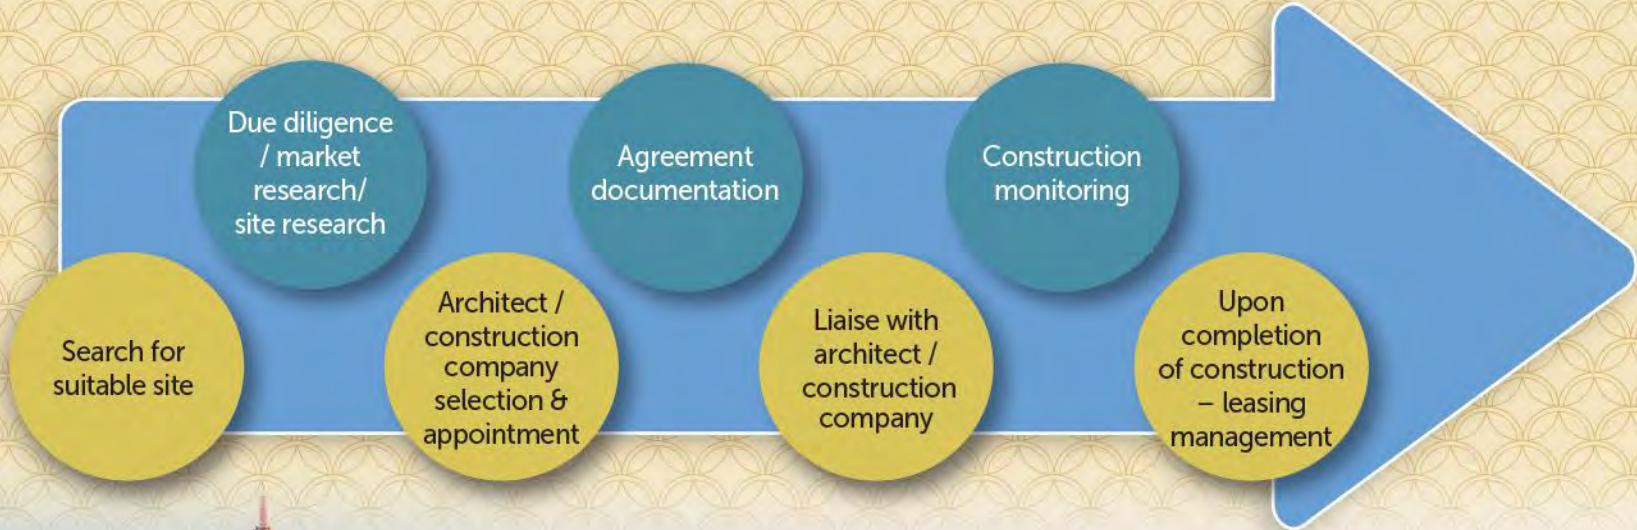 Search for
suitable site
Due diligence
/ market
research/
site research
Architect /
construction
company
selection &
appointment
Agreement
documentation
Liaise with
architect /
construction
company
Construction
monitoring
Upon
completion
of construction
– leasing
management